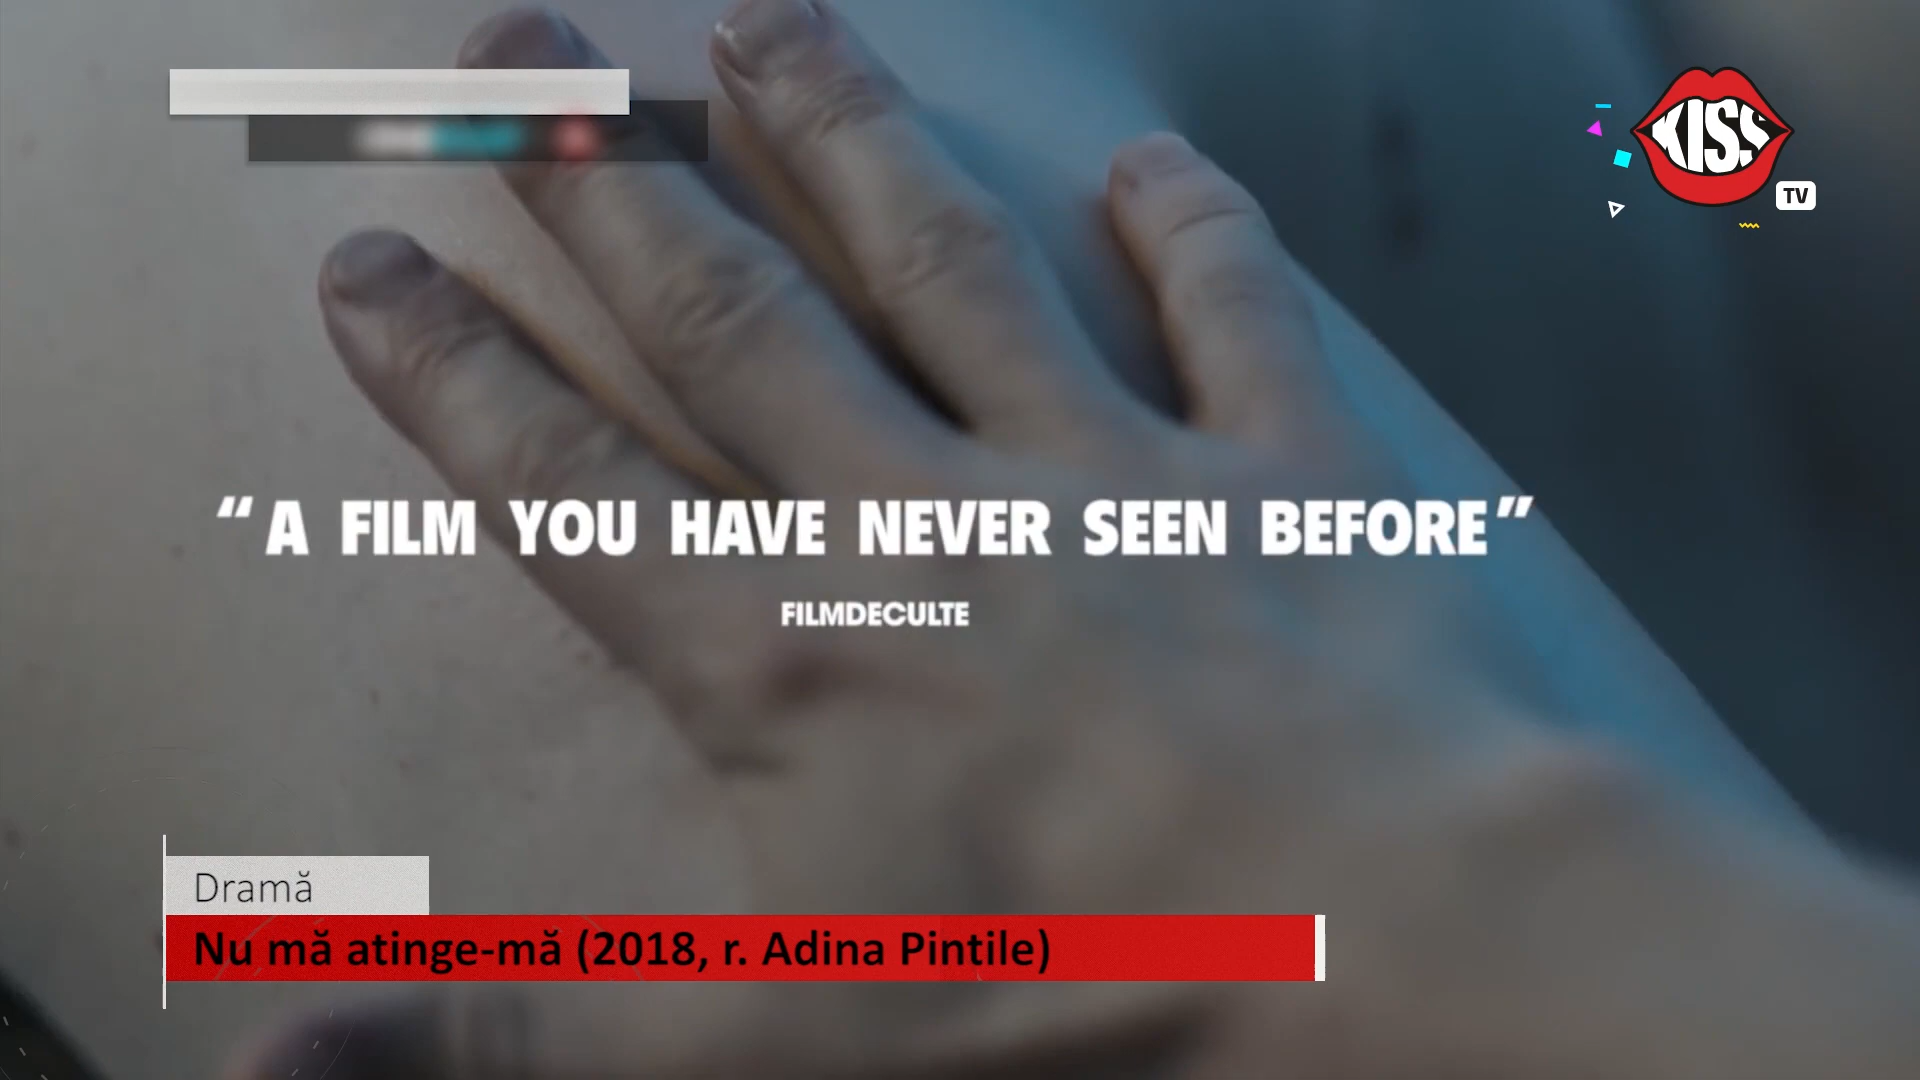 KISS
TV
“A FILM YOU HAVE NEVER SEEN BEFORE”
FILMDECULTE
Dramă
Nu mă atinge-mă (2018, r. Adina Pintile)